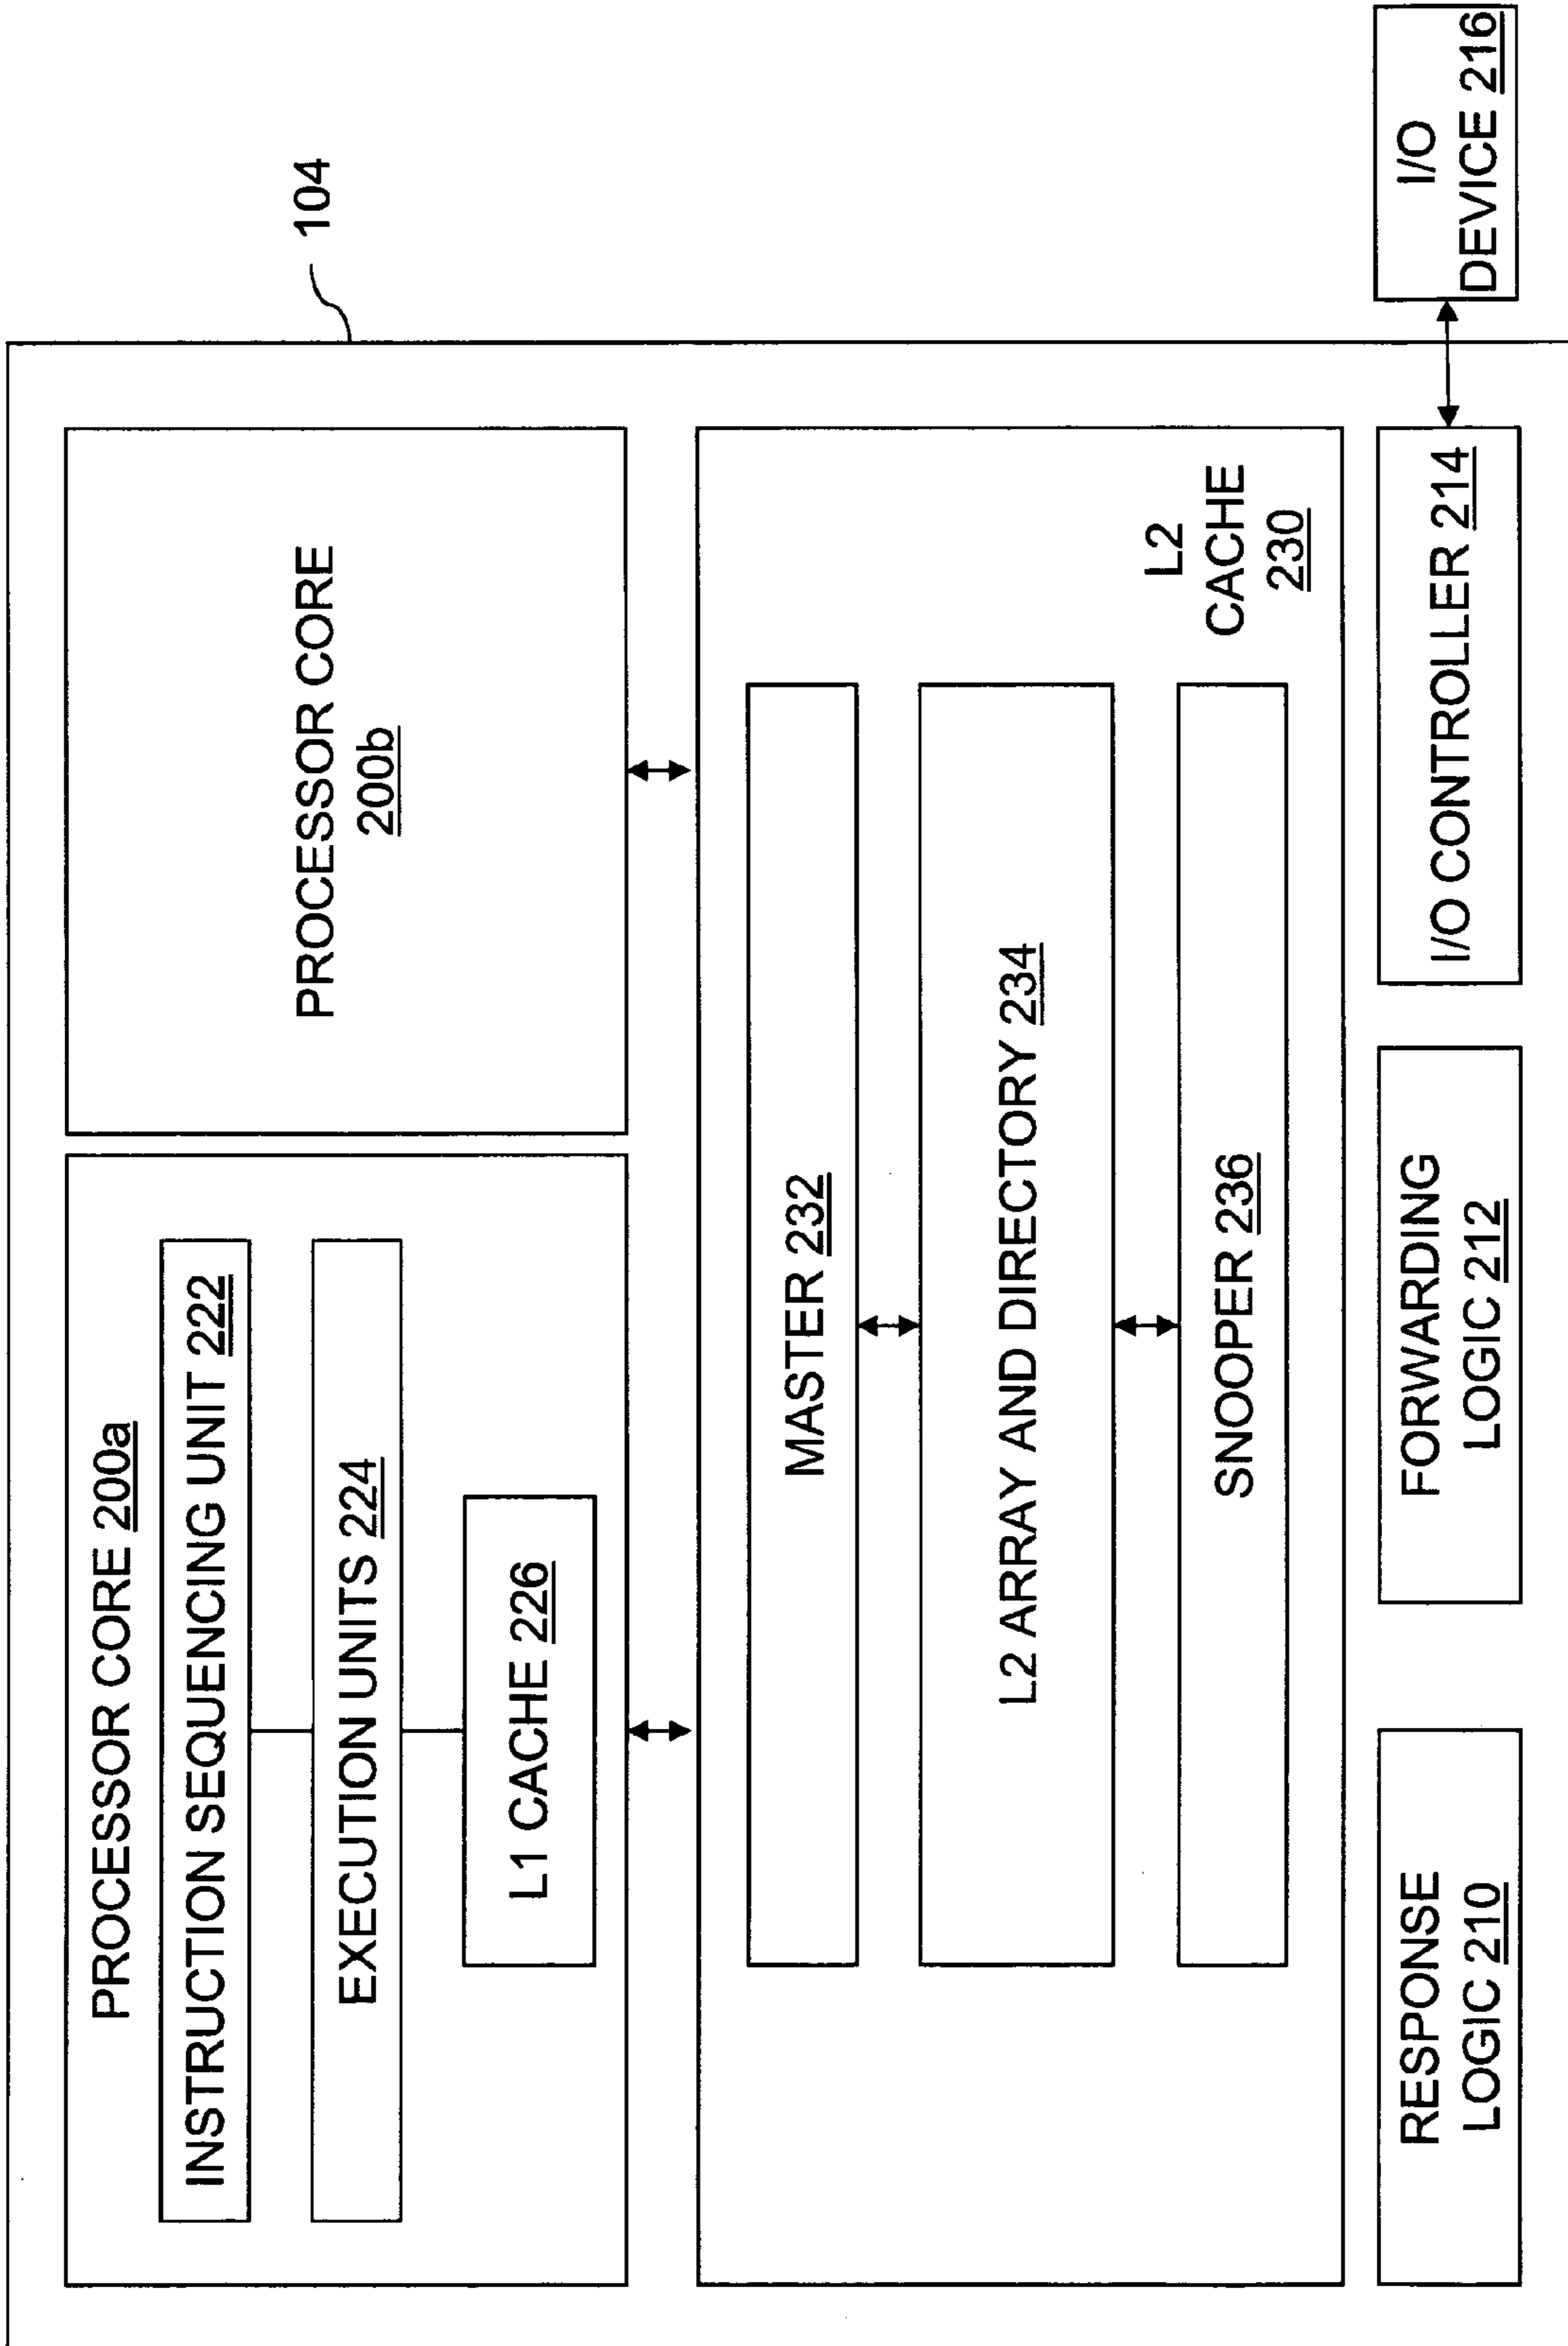 104
PROCESSOR CORE 200a
INSTRUCTION SEQUENCING UNIT 222
EXECUTION UNITS 224
L1 CACHE 226
PROCESSOR CORE
200b
MASTER 232
L2 ARRAY AND DIRECTORY 234
SNOOPER 236
L2
CACHE
230
RESPONSE
LOGIC 210
FORWARDING
LOGIC 212
I/O CONTROLLER 214
I/O
DEVICE 216